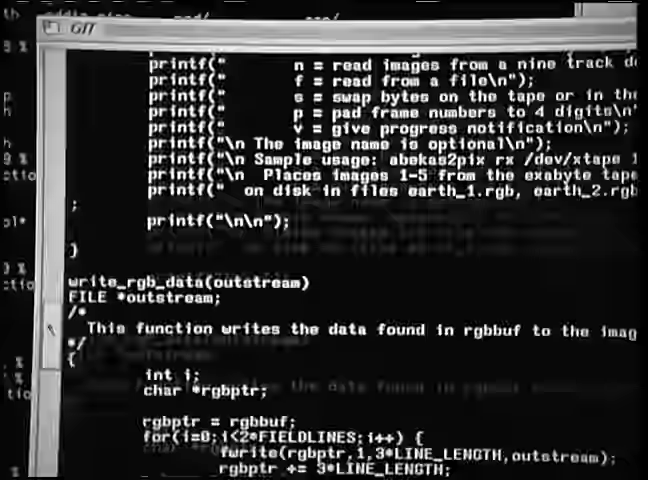 GIT
printf("        n = read images from a nine track
printf("        f = read from a file\n");
printf("        s = swap bytes on the tape or in the
printf("        p = pad frame numbers to 4 digits\n"
printf("        v = give progress notification\n");
printf("\n The image name is optional\n");
printf("\n Sample usage: abekas2pix rx /dev/xtape 1
printf("\n  Places images 1-5 from the exabyte tape
printf("  on disk in files earth_1.rgb, earth_2.rgb
;
printf("\n\n");
}
write_rgb_data(outstream)
FILE *outstream;
/*
This function writes the data found in rgbbuf to the imag
*/
{
int i;
char *rgbptr;
rgbptr = rgbbuf;
for(i=0;i<2*FIELDLINES;i++) {
fwrite(rgbptr,1,3*LINE_LENGTH,outstream);
rgbptr += 3*LINE_LENGTH;